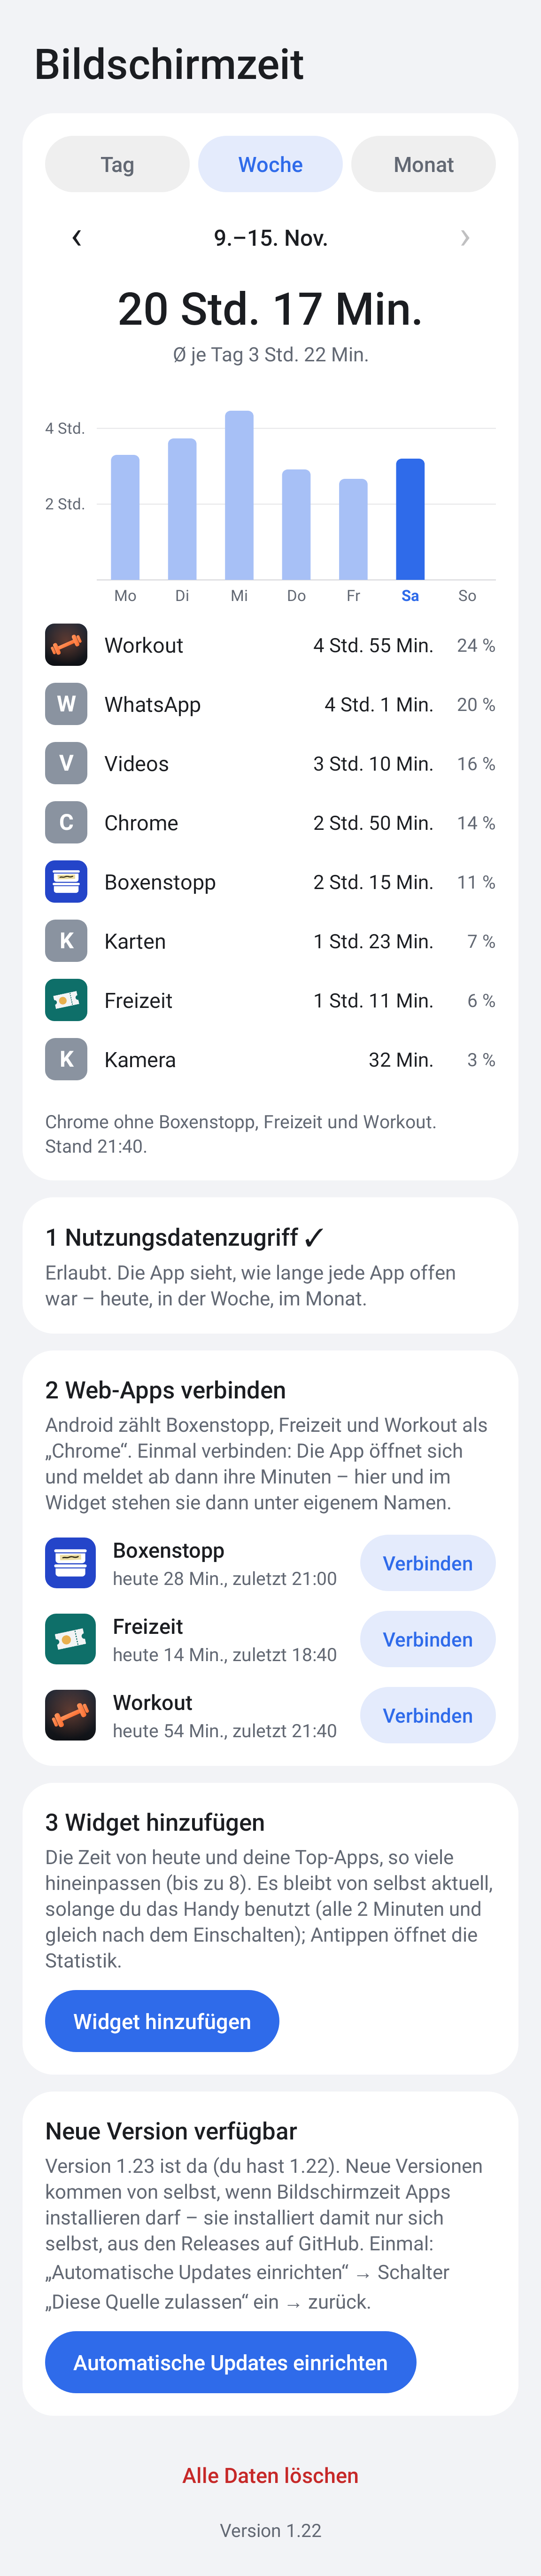 Bildschirmzeit
Tag Woche Monat
‹ 9.–15. Nov. ›
20 Std. 17 Min.
Ø je Tag 3 Std. 22 Min.
4 Std.
2 Std.
Mo Di Mi Do Fr Sa So
Workout 4 Std. 55 Min. 24 %
W WhatsApp 4 Std. 1 Min. 20 %
V Videos 3 Std. 10 Min. 16 %
C Chrome 2 Std. 50 Min. 14 %
Boxenstopp 2 Std. 15 Min. 11 %
K Karten 1 Std. 23 Min. 7 %
Freizeit 1 Std. 11 Min. 6 %
K Kamera 32 Min. 3 %
Chrome ohne Boxenstopp, Freizeit und Workout.
Stand 21:40.
1 Nutzungsdatenzugriff ✓
Erlaubt. Die App sieht, wie lange jede App offen
war – heute, in der Woche, im Monat.
2 Web-Apps verbinden
Android zählt Boxenstopp, Freizeit und Workout als
„Chrome“. Einmal verbinden: Die App öffnet sich
und meldet ab dann ihre Minuten – hier und im
Widget stehen sie dann unter eigenem Namen.
Boxenstopp
heute 28 Min., zuletzt 21:00
Verbinden
Freizeit
heute 14 Min., zuletzt 18:40
Verbinden
Workout
heute 54 Min., zuletzt 21:40
Verbinden
3 Widget hinzufügen
Die Zeit von heute und deine Top-Apps, so viele
hineinpassen (bis zu 8). Es bleibt von selbst aktuell,
solange du das Handy benutzt (alle 2 Minuten und
gleich nach dem Einschalten); Antippen öffnet die
Statistik.
Widget hinzufügen
Neue Version verfügbar
Version 1.23 ist da (du hast 1.22). Neue Versionen
kommen von selbst, wenn Bildschirmzeit Apps
installieren darf – sie installiert damit nur sich
selbst, aus den Releases auf GitHub. Einmal:
„Automatische Updates einrichten“ → Schalter
„Diese Quelle zulassen“ ein → zurück.
Automatische Updates einrichten
Alle Daten löschen
Version 1.22